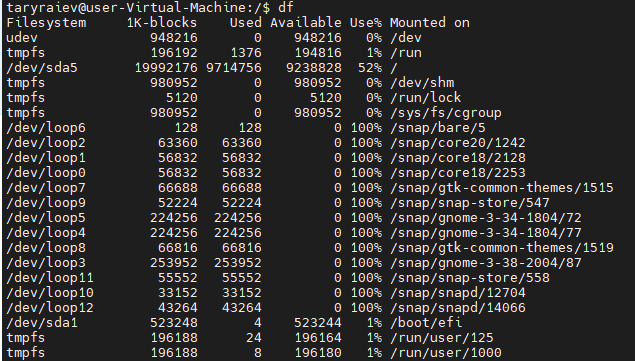 taryraiev@user-Virtual-Machine:/$ df
Filesystem     1K-blocks    Used Available Use% Mounted on
udev              948216       0    948216   0% /dev
tmpfs             196192    1376    194816   1% /run
/dev/sda5       19992176 9714756   9238828  52% /
tmpfs             980952       0    980952   0% /dev/shm
tmpfs               5120       0      5120   0% /run/lock
tmpfs             980952       0    980952   0% /sys/fs/cgroup
/dev/loop6           128     128         0 100% /snap/bare/5
/dev/loop2         63360   63360         0 100% /snap/core20/1242
/dev/loop1         56832   56832         0 100% /snap/core18/2128
/dev/loop0         56832   56832         0 100% /snap/core18/2253
/dev/loop7         66688   66688         0 100% /snap/gtk-common-themes/1515
/dev/loop9         52224   52224         0 100% /snap/snap-store/547
/dev/loop5        224256  224256         0 100% /snap/gnome-3-34-1804/72
/dev/loop4        224256  224256         0 100% /snap/gnome-3-34-1804/77
/dev/loop8         66816   66816         0 100% /snap/gtk-common-themes/1519
/dev/loop3        253952  253952         0 100% /snap/gnome-3-38-2004/87
/dev/loop11        55552   55552         0 100% /snap/snap-store/558
/dev/loop10        33152   33152         0 100% /snap/snapd/12704
/dev/loop12        43264   43264         0 100% /snap/snapd/14066
/dev/sda1         523248       4    523244   1% /boot/efi
tmpfs             196188      24    196164   1% /run/user/125
tmpfs             196188       8    196180   1% /run/user/1000